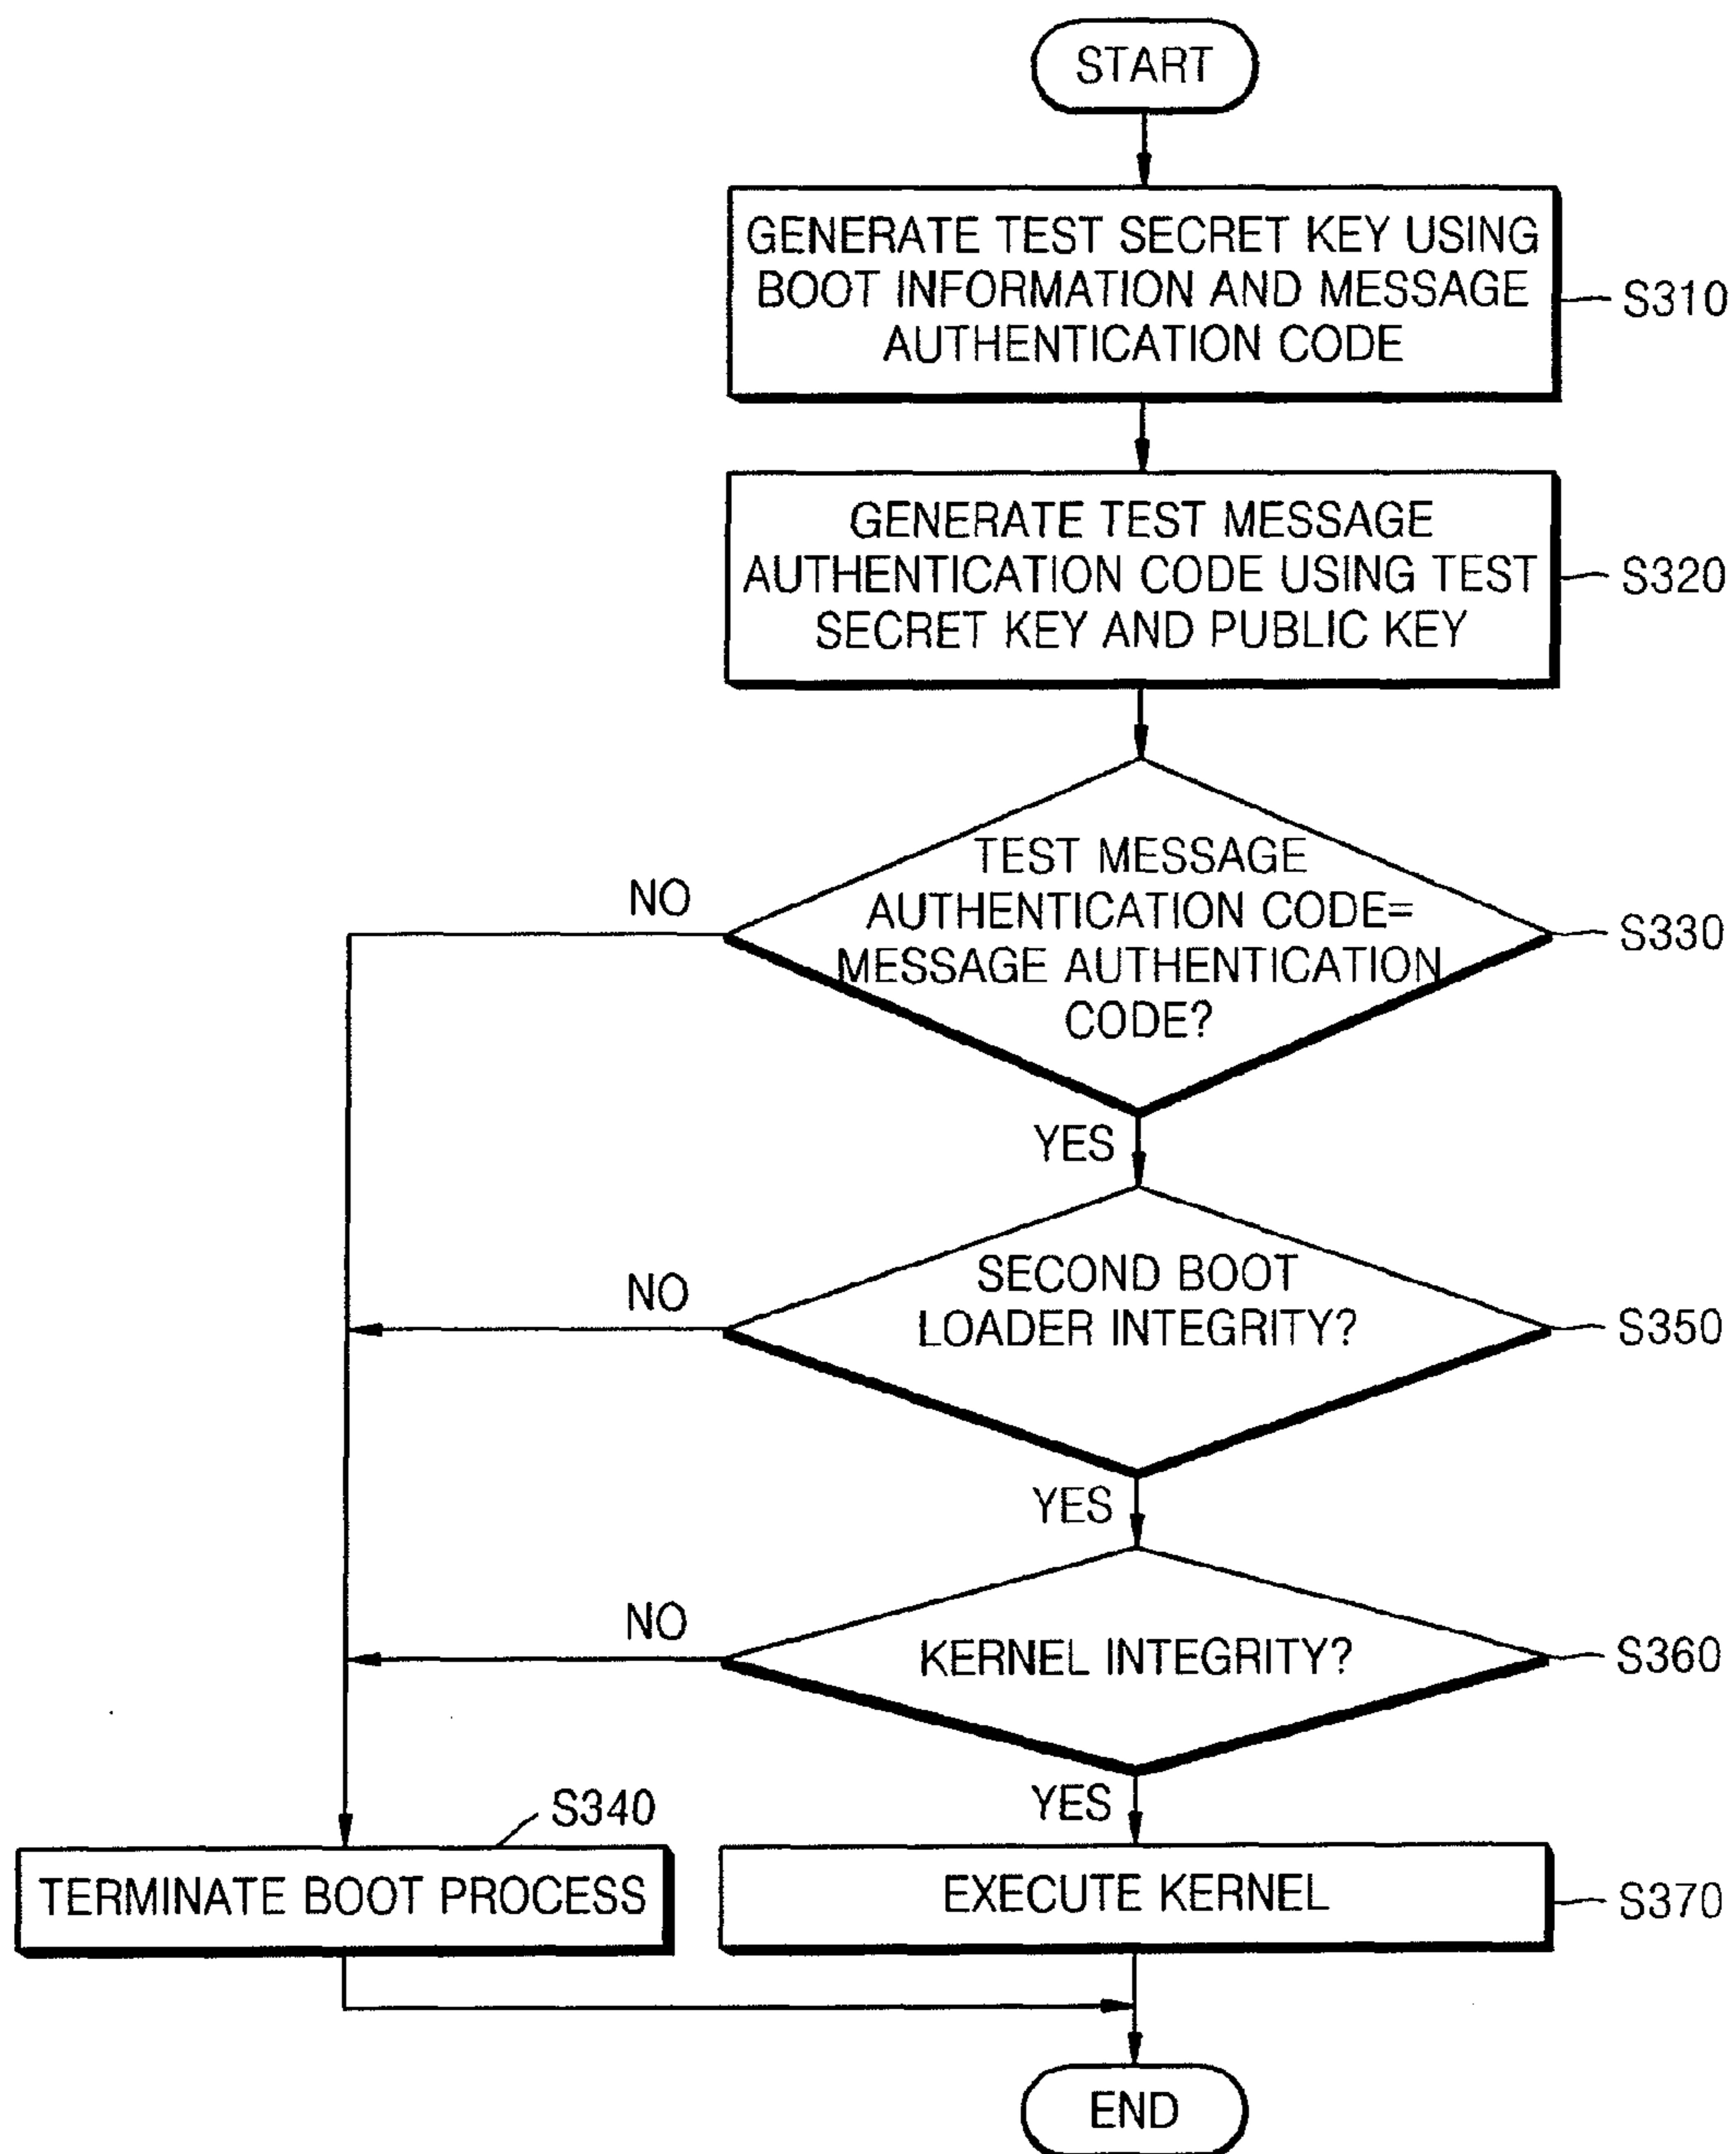 START
GENERATE TEST SECRET KEY USING
BOOT INFORMATION AND MESSAGE
AUTHENTICATION CODE
S310
GENERATE TEST MESSAGE
AUTHENTICATION CODE USING TEST
SECRET KEY AND PUBLIC KEY
S320
TEST MESSAGE
AUTHENTICATION CODE=
MESSAGE AUTHENTICATION
CODE?
S330
NO
YES
SECOND BOOT
LOADER INTEGRITY?
S350
NO
YES
KERNEL INTEGRITY?
S360
NO
YES
S340
TERMINATE BOOT PROCESS
EXECUTE KERNEL
S370
END